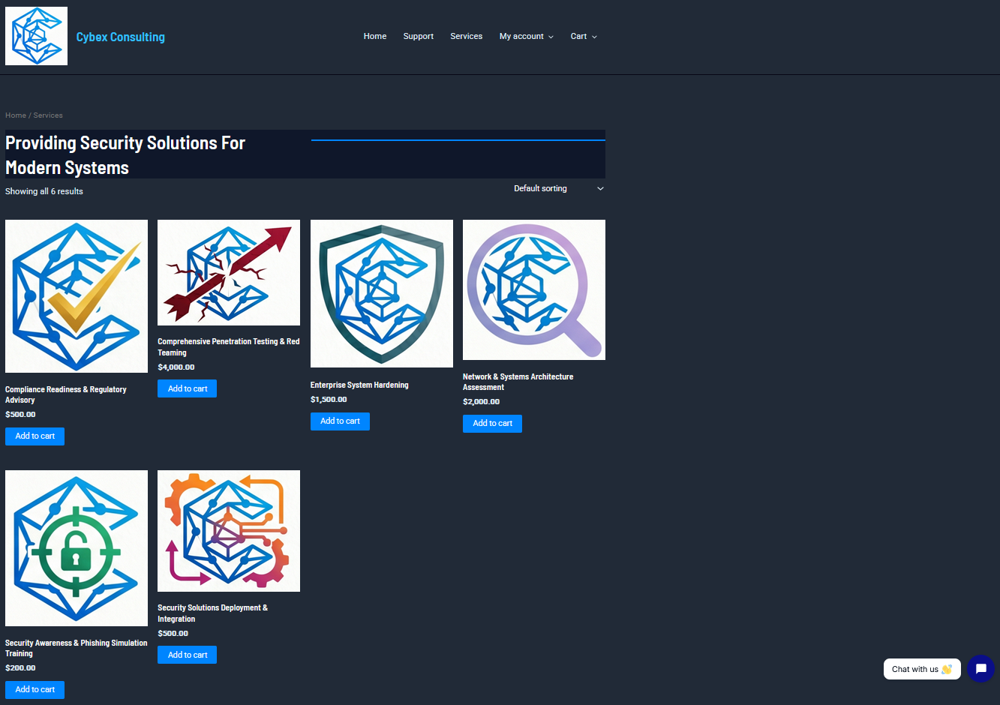 Cybex Consulting
Home
Support
Services
My account
Cart
Home / Services
Providing Security Solutions For
Modern Systems
Showing all 6 results
Default sorting
Compliance Readiness & Regulatory
Advisory
$500.00
Add to cart
Comprehensive Penetration Testing & Red
Teaming
$4,000.00
Add to cart
Enterprise System Hardening
$1,500.00
Add to cart
Network & Systems Architecture
Assessment
$2,000.00
Add to cart
Security Awareness & Phishing Simulation
Training
$200.00
Add to cart
Security Solutions Deployment &
Integration
$500.00
Add to cart
Chat with us 👋